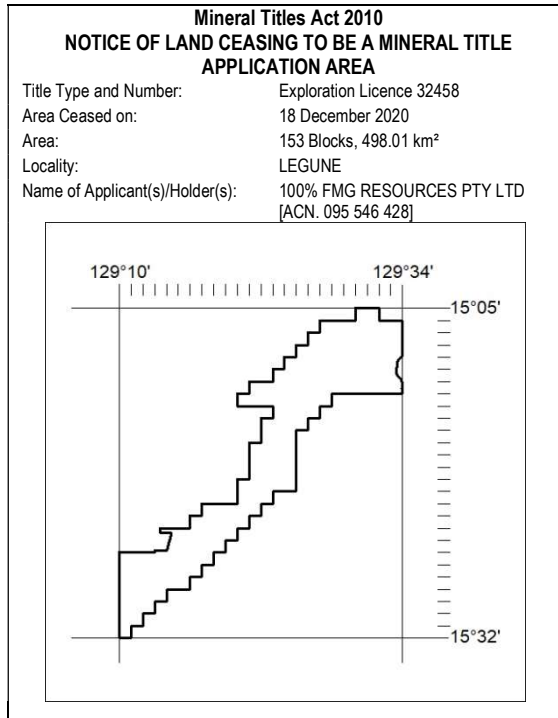 Mineral Titles Act 2010
NOTICE OF LAND CEASING TO BE A MINERAL TITLE
APPLICATION AREA
Title Type and Number: Exploration Licence 32458
Area Ceased on: 18 December 2020
Area: 153 Blocks, 498.01 km²
Locality: LEGUNE
Name of Applicant(s)/Holder(s): 100% FMG RESOURCES PTY LTD
[ACN. 095 546 428]
129°10' 129°34'
15°05'
15°32'